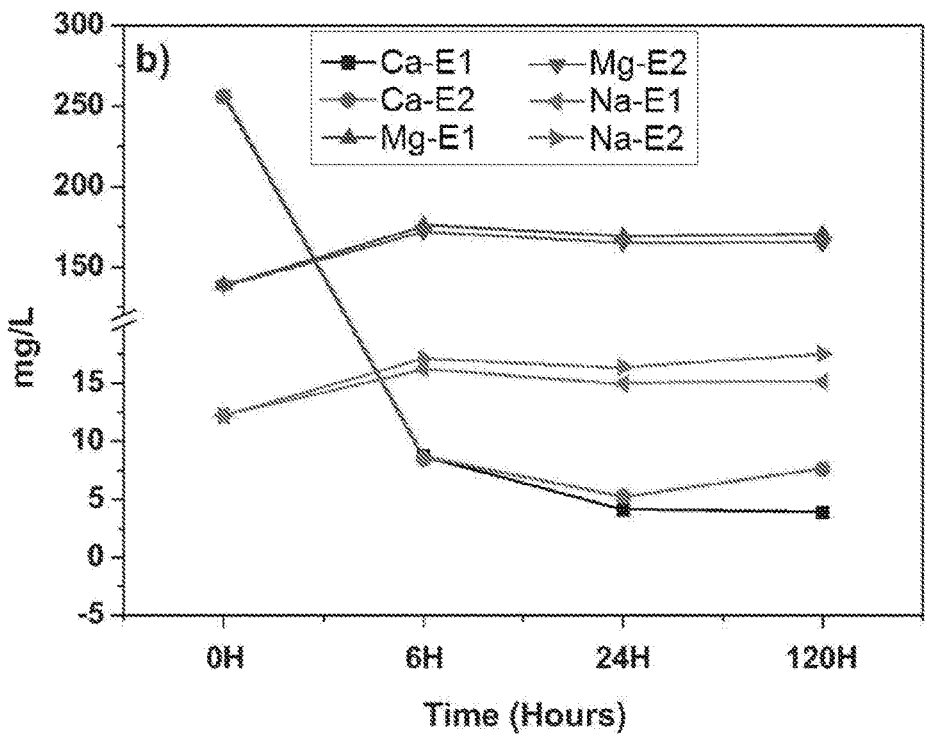 b)
Ca-E1 Mg-E2
Ca-E2 Na-E1
Mg-E1 Na-E2
300
250
200
150
15
10
5
0
-5
mg/L
0H 6H 24H 120H
Time (Hours)